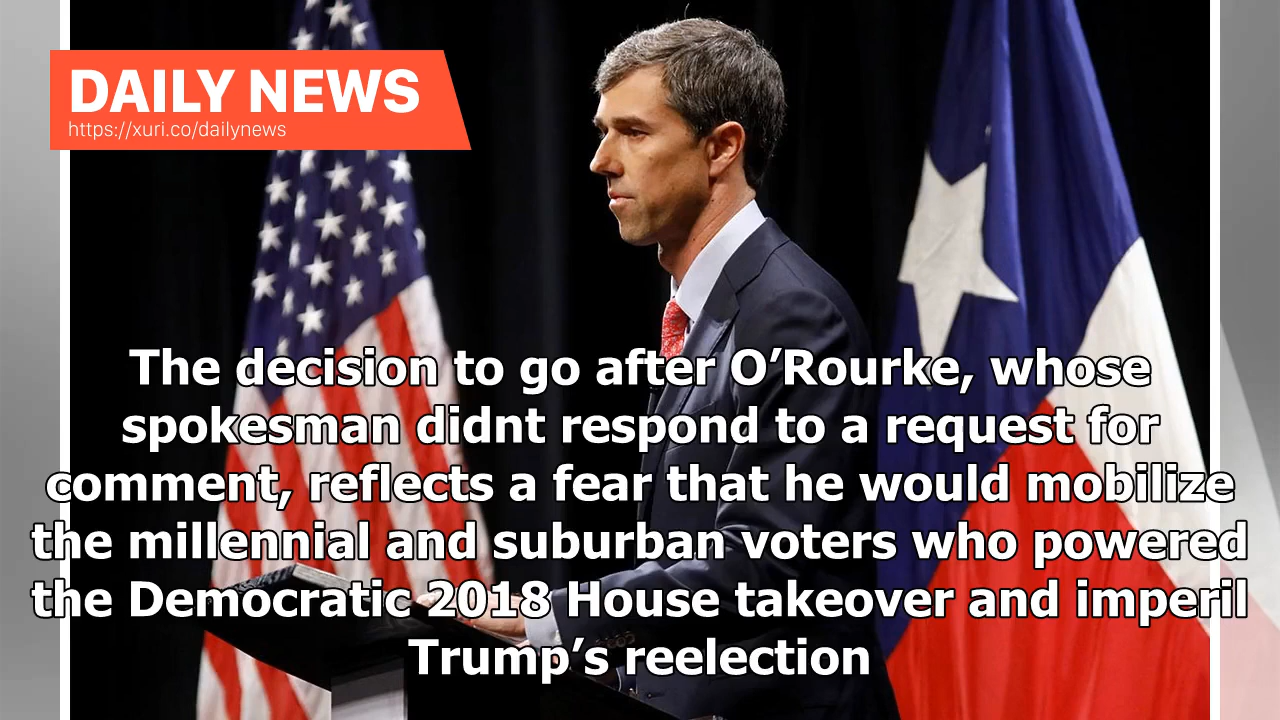 DAILY NEWS
https://xuri.co/dailynews
The decision to go after O’Rourke, whose
spokesman didnt respond to a request for
comment, reflects a fear that he would mobilize
the millennial and suburban voters who powered
the Democratic 2018 House takeover and imperil
Trump’s reelection